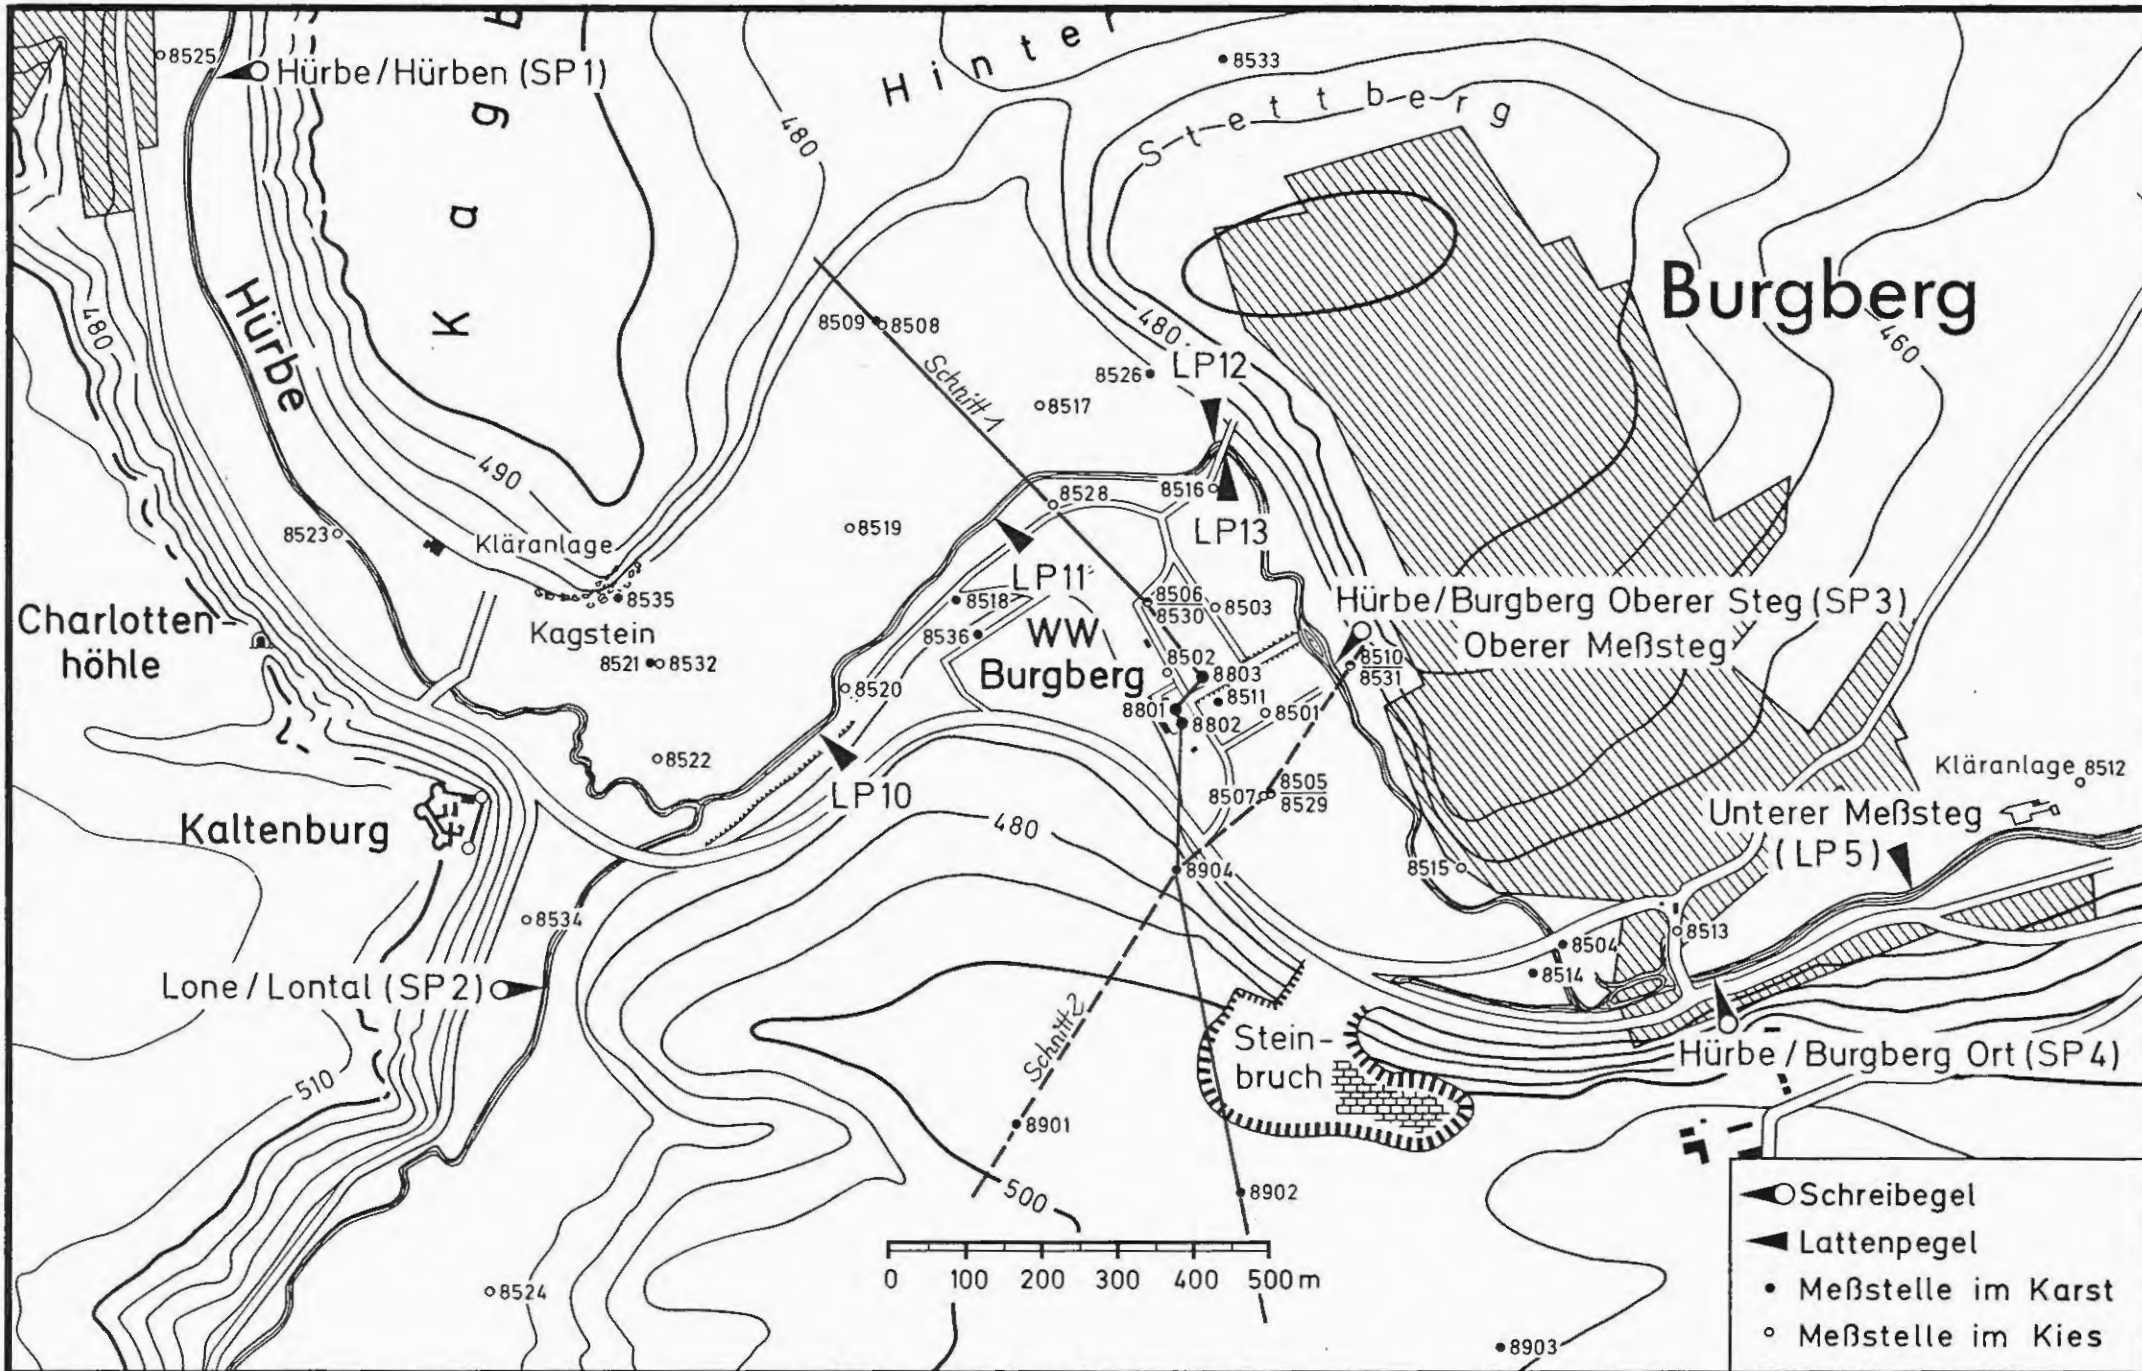 8525
Hürbe/Hürben (SP1)
Kagb
Hinter
8533
Stettberg
480
480
Hürbe
Burgberg
460
8509
8508
Schnitt 1
480
LP12
8526
8517
490
8528
8516
LP13
8523
Kläranlage
8519
LP11
8535
8518
8506
8530
8503
Hürbe/Burgberg Oberer Steg (SP3)
Oberer Meßsteg
Charlotten-
höhle
Kagstein
8536
WW
Burgberg
8521
8532
8502
8803
8510
8531
8520
8511
8801
8802
8501
8522
LP10
Kläranlage
8512
8507
8505
8529
Unterer Meßsteg
(LP5)
Kaltenburg
480
8904
8515
8534
8504
8513
8514
Lone/Lontal (SP2)
Stein-
bruch
Schnitt 2
Hürbe/Burgberg Ort (SP4)
510
8901
500
8902
8524
0 100 200 300 400 500m
8903
Schreibegel
Lattenpegel
Meßstelle im Karst
Meßstelle im Kies